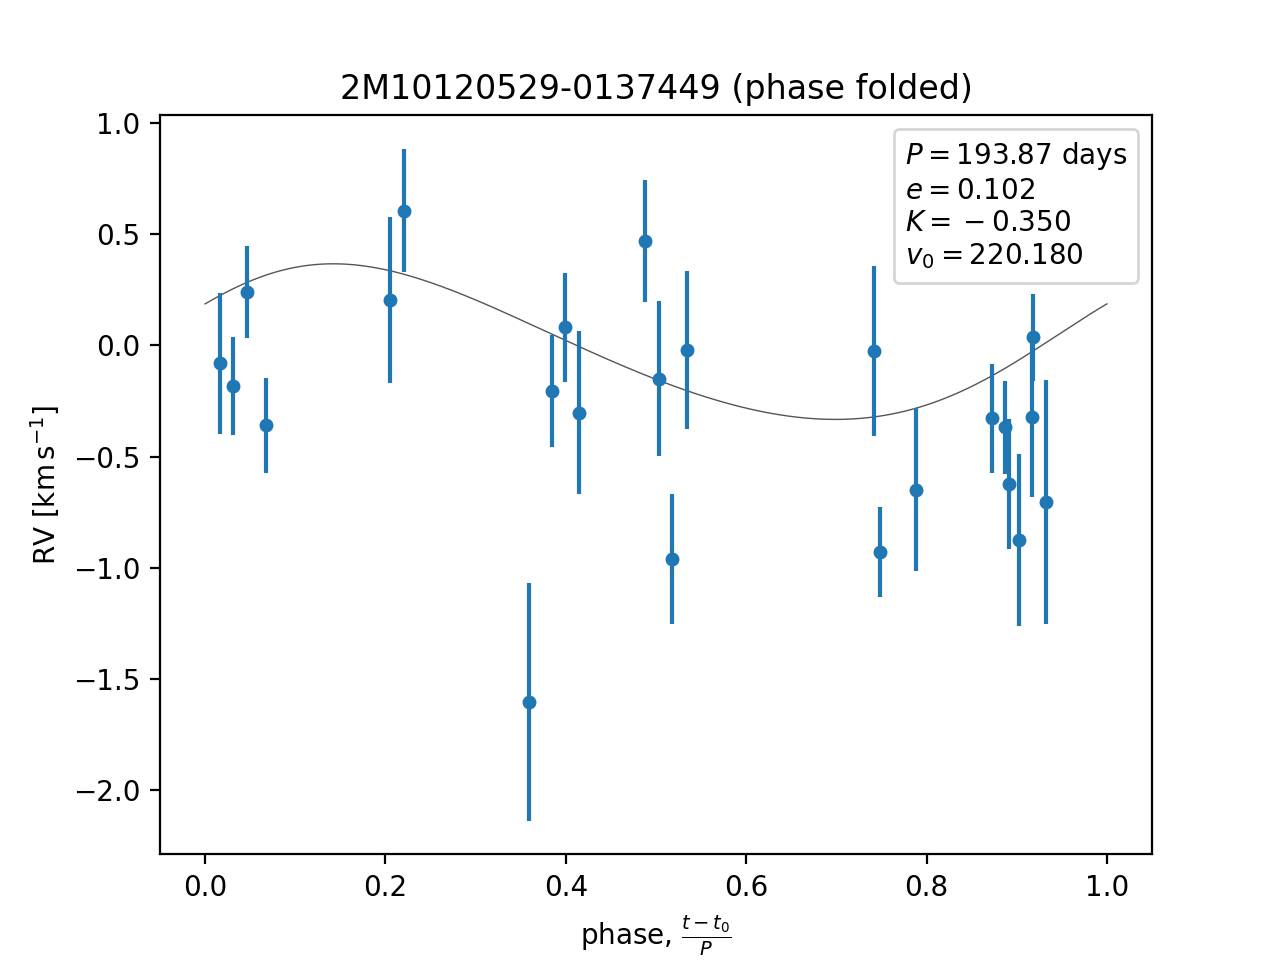 2M10120529-0137449 (phase folded)
P = 193.87 days
e = 0.102
K = −0.350
v₀ = 220.180
1.0
0.5
0.0
−0.5
−1.0
−1.5
−2.0
RV [km s⁻¹]
0.0 0.2 0.4 0.6 0.8 1.0
phase, (t − t₀)/P